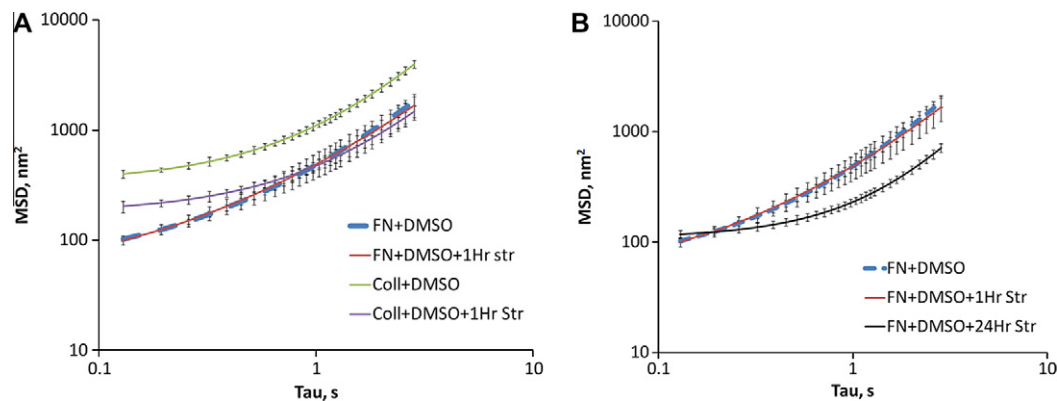 A
10000
1000
100
10
MSD, nm²
0.1
1
10
Tau, s
FN+DMSO
FN+DMSO+1Hr str
Coll+DMSO
Coll+DMSO+1Hr Str
B
10000
1000
100
10
MSD, nm²
0.1
1
10
Tau, s
FN+DMSO
FN+DMSO+1Hr Str
FN+DMSO+24Hr Str